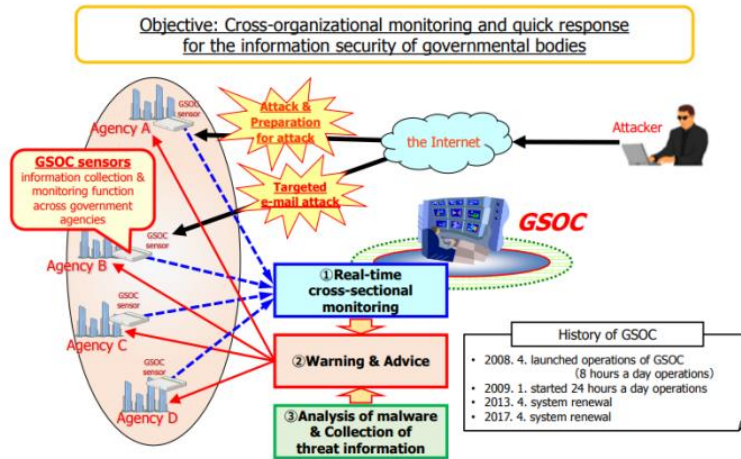 Objective: Cross-organizational monitoring and quick response
for the information security of governmental bodies
GSOC
sensor
Agency A
Attack &
Preparation
for attack
the Internet
Attacker
GSOC sensors
information collection &
monitoring function
across government
agencies
Targeted
e-mail attack
GSOC
GSOC
sensor
Agency B
①Real-time
cross-sectional
monitoring
GSOC
sensor
Agency C
②Warning & Advice
GSOC
sensor
Agency D
③Analysis of malware
& Collection of
threat information
History of GSOC
• 2008. 4. launched operations of GSOC
(8 hours a day operations)
• 2009. 1. started 24 hours a day operations
• 2013. 4. system renewal
• 2017. 4. system renewal